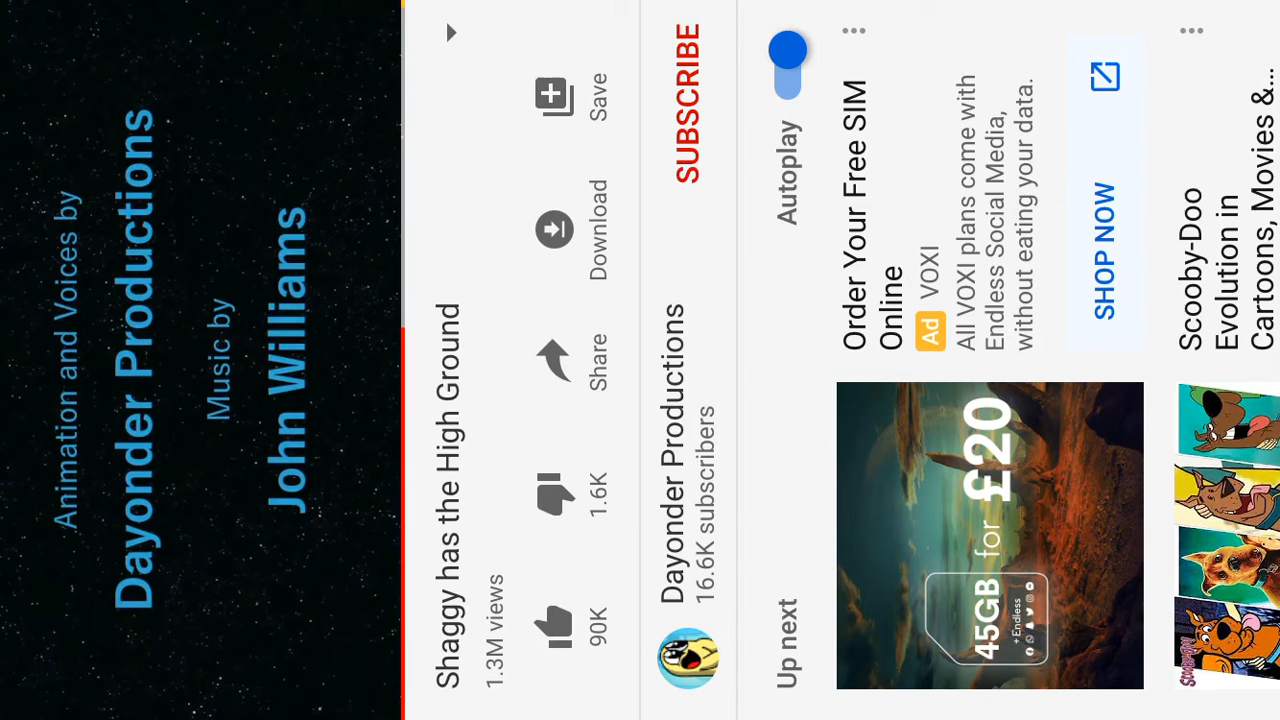 Animation and Voices by
Dayonder Productions
Music by
John Williams
Shaggy has the High Ground
1.3M views
90K
1.6K
Share
Download
Save
Dayonder Productions
16.6K subscribers
SUBSCRIBE
Up next
Autoplay
45GB for £20
+ Endless
Order Your Free SIM
Online
Ad VOXI
All VOXI plans come with
Endless Social Media,
without eating your data.
SHOP NOW
Scooby-Doo
Evolution in
Cartoons, Movies &...